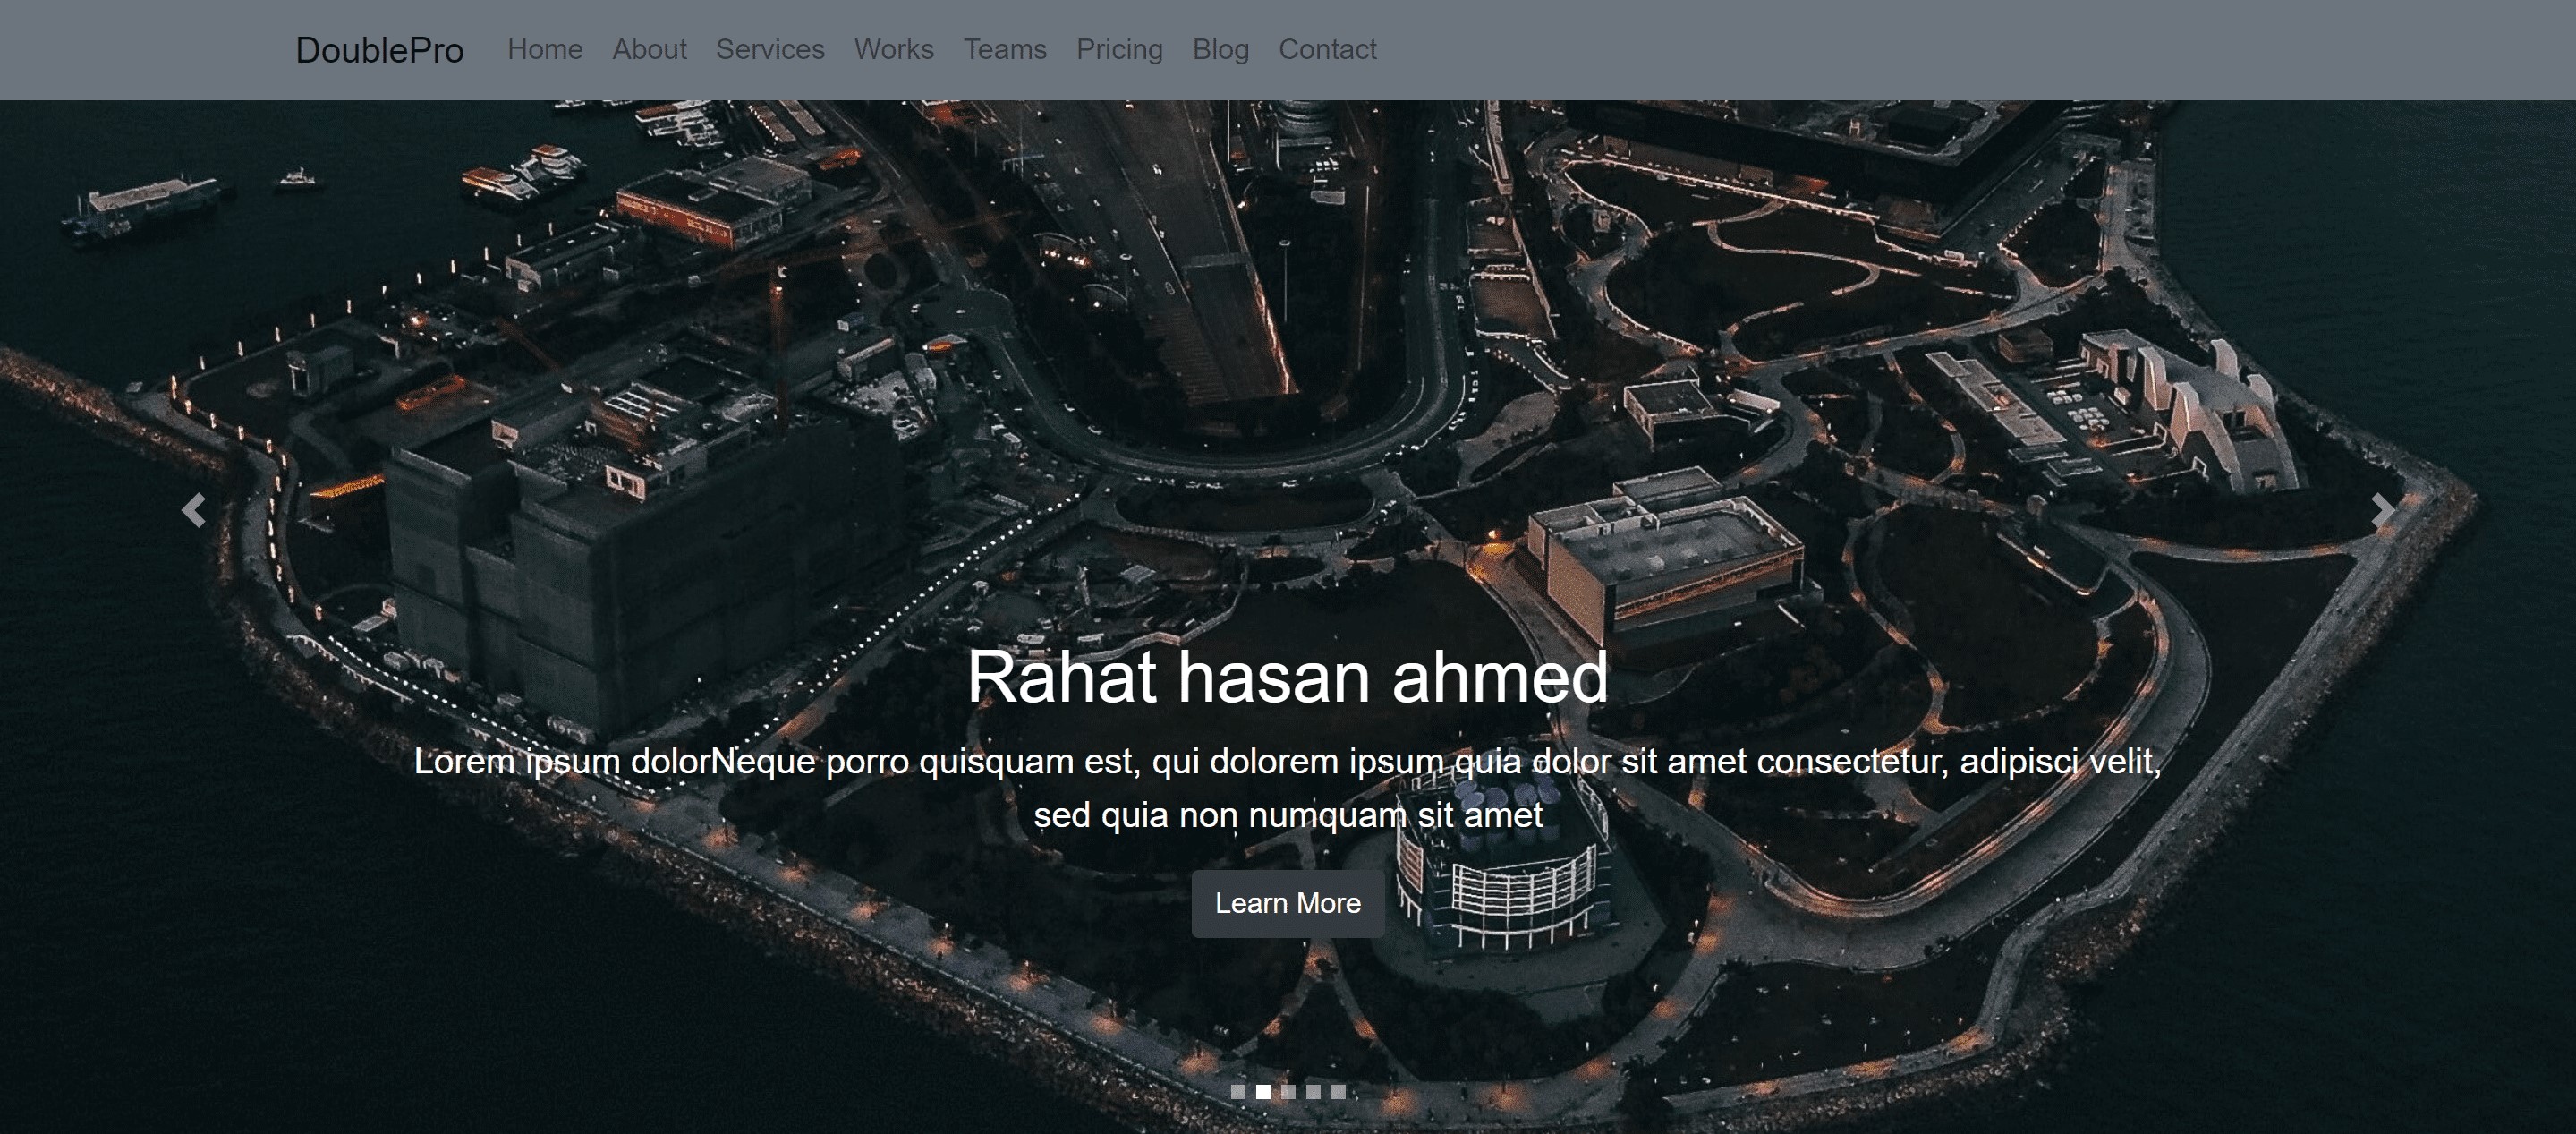 DoublePro Home About Services Works Teams Pricing Blog Contact
Rahat hasan ahmed
Lorem ipsum dolorNeque porro quisquam est, qui dolorem ipsum quia dolor sit amet consectetur, adipisci velit,
sed quia non numquam sit amet
Learn More